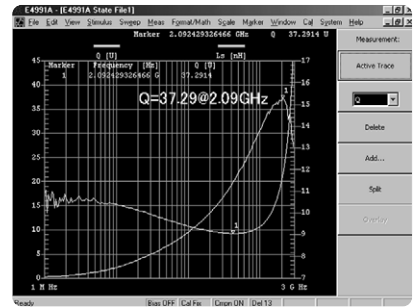 E4991A - [E4991A State File1]
File Edit View Stimulus Sweep Meas Format/Math Scale Marker Window Cal System Help
Marker 2.092429326466 GHz Q 37.2914 U
Q [U] Ls [nH]
Marker Frequency [Hz] Q [U]
1 2.092429326466 G 37.2914
Q=37.29@2.09GHz
45
40
35
30
25
20
15
10
5
0
17
16
15
14
13
12
11
10
9
8
7
1
1
1 M Hz
3 G Hz
Measurement:
Active Trace
Q
Delete
Add...
Split
Overlay
Ready
Bias OFF Cal Fix Cmpn ON Del 13